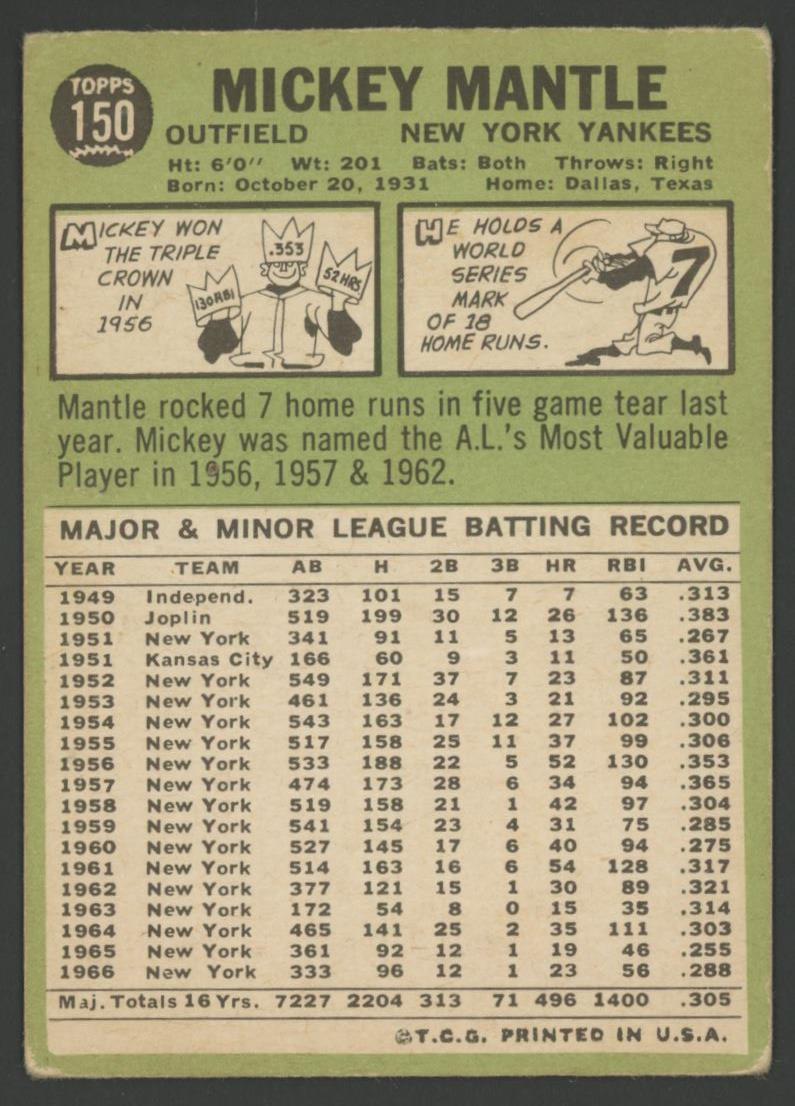 TOPPS
150
MICKEY MANTLE
OUTFIELD NEW YORK YANKEES
Ht: 6'0" Wt: 201 Bats: Both Throws: Right
Born: October 20, 1931 Home: Dallas, Texas
MICKEY WON
THE TRIPLE
CROWN
IN
1956
.353
130 RBI
52 HRS
HE HOLDS A
WORLD
SERIES
MARK
OF 18
HOME RUNS.
7
Mantle rocked 7 home runs in five game tear last
year. Mickey was named the A.L.'s Most Valuable
Player in 1956, 1957 & 1962.
MAJOR & MINOR LEAGUE BATTING RECORD
YEAR TEAM AB H 2B 3B HR RBI AVG.
1949 Independ. 323 101 15 7 7 63 .313
1950 Joplin 519 199 30 12 26 136 .383
1951 New York 341 91 11 5 13 65 .267
1951 Kansas City 166 60 9 3 11 50 .361
1952 New York 549 171 37 7 23 87 .311
1953 New York 461 136 24 3 21 92 .295
1954 New York 543 163 17 12 27 102 .300
1955 New York 517 158 25 11 37 99 .306
1956 New York 533 188 22 5 52 130 .353
1957 New York 474 173 28 6 34 94 .365
1958 New York 519 158 21 1 42 97 .304
1959 New York 541 154 23 4 31 75 .285
1960 New York 527 145 17 6 40 94 .275
1961 New York 514 163 16 6 54 128 .317
1962 New York 377 121 15 1 30 89 .321
1963 New York 172 54 8 0 15 35 .314
1964 New York 465 141 25 2 35 111 .303
1965 New York 361 92 12 1 19 46 .255
1966 New York 333 96 12 1 23 56 .288
Maj. Totals 16 Yrs. 7227 2204 313 71 496 1400 .305
©T.C.G. PRINTED IN U.S.A.